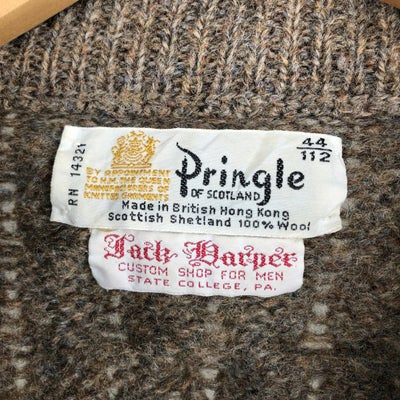 RN 14321
BY APPOINTMENT
TO H.M. THE QUEEN
MANUFACTURERS OF
KNITTED GARMENTS
Pringle
OF SCOTLAND
44
112
Made in British Hong Kong
Scottish Shetland 100% Wool
Jack Harper
CUSTOM SHOP FOR MEN
STATE COLLEGE, PA.